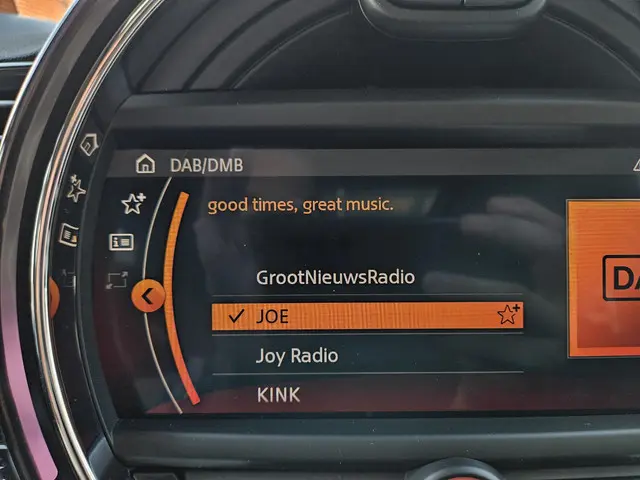 DAB/DMB
good times, great music.
GrootNieuwsRadio
JOE
Joy Radio
KINK